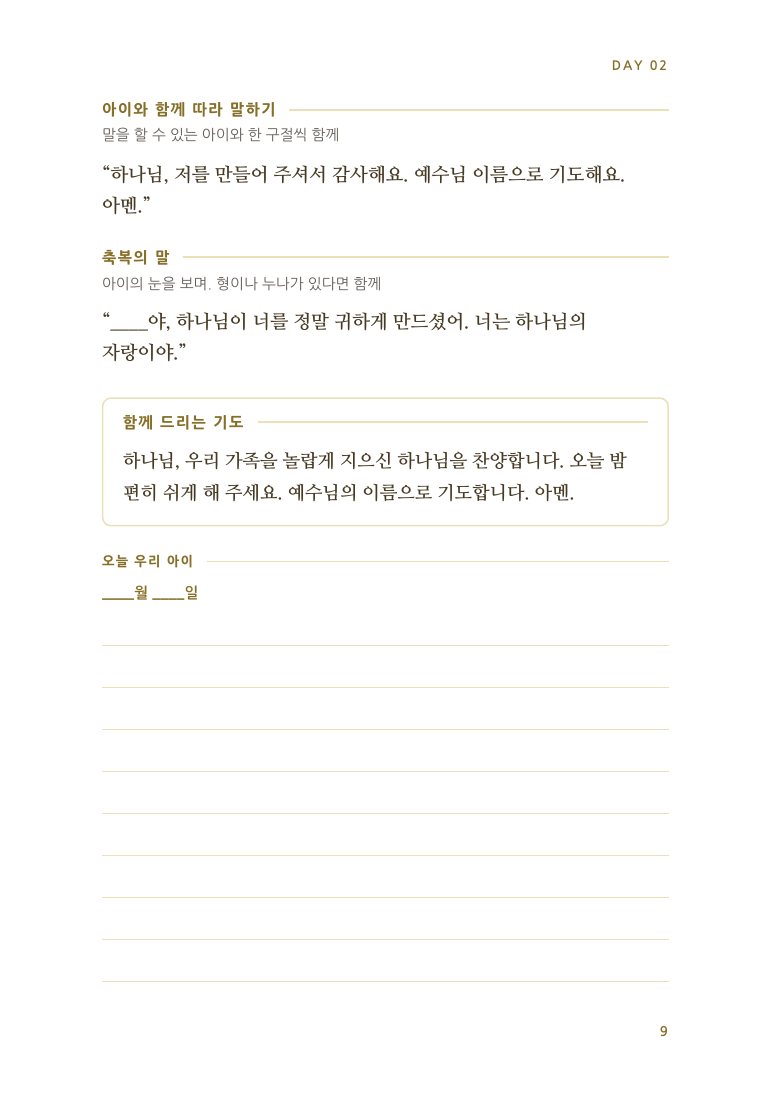 DAY 02
아이와 함께 따라 말하기
말을 할 수 있는 아이와 한 구절씩 함께
“하나님, 저를 만들어 주셔서 감사해요. 예수님 이름으로 기도해요.
아멘.”
축복의 말
아이의 눈을 보며. 형이나 누나가 있다면 함께
“____야, 하나님이 너를 정말 귀하게 만드셨어. 너는 하나님의
자랑이야.”
함께 드리는 기도
하나님, 우리 가족을 놀랍게 지으신 하나님을 찬양합니다. 오늘 밤
편히 쉬게 해 주세요. 예수님의 이름으로 기도합니다. 아멘.
오늘 우리 아이
____월 ____일
9